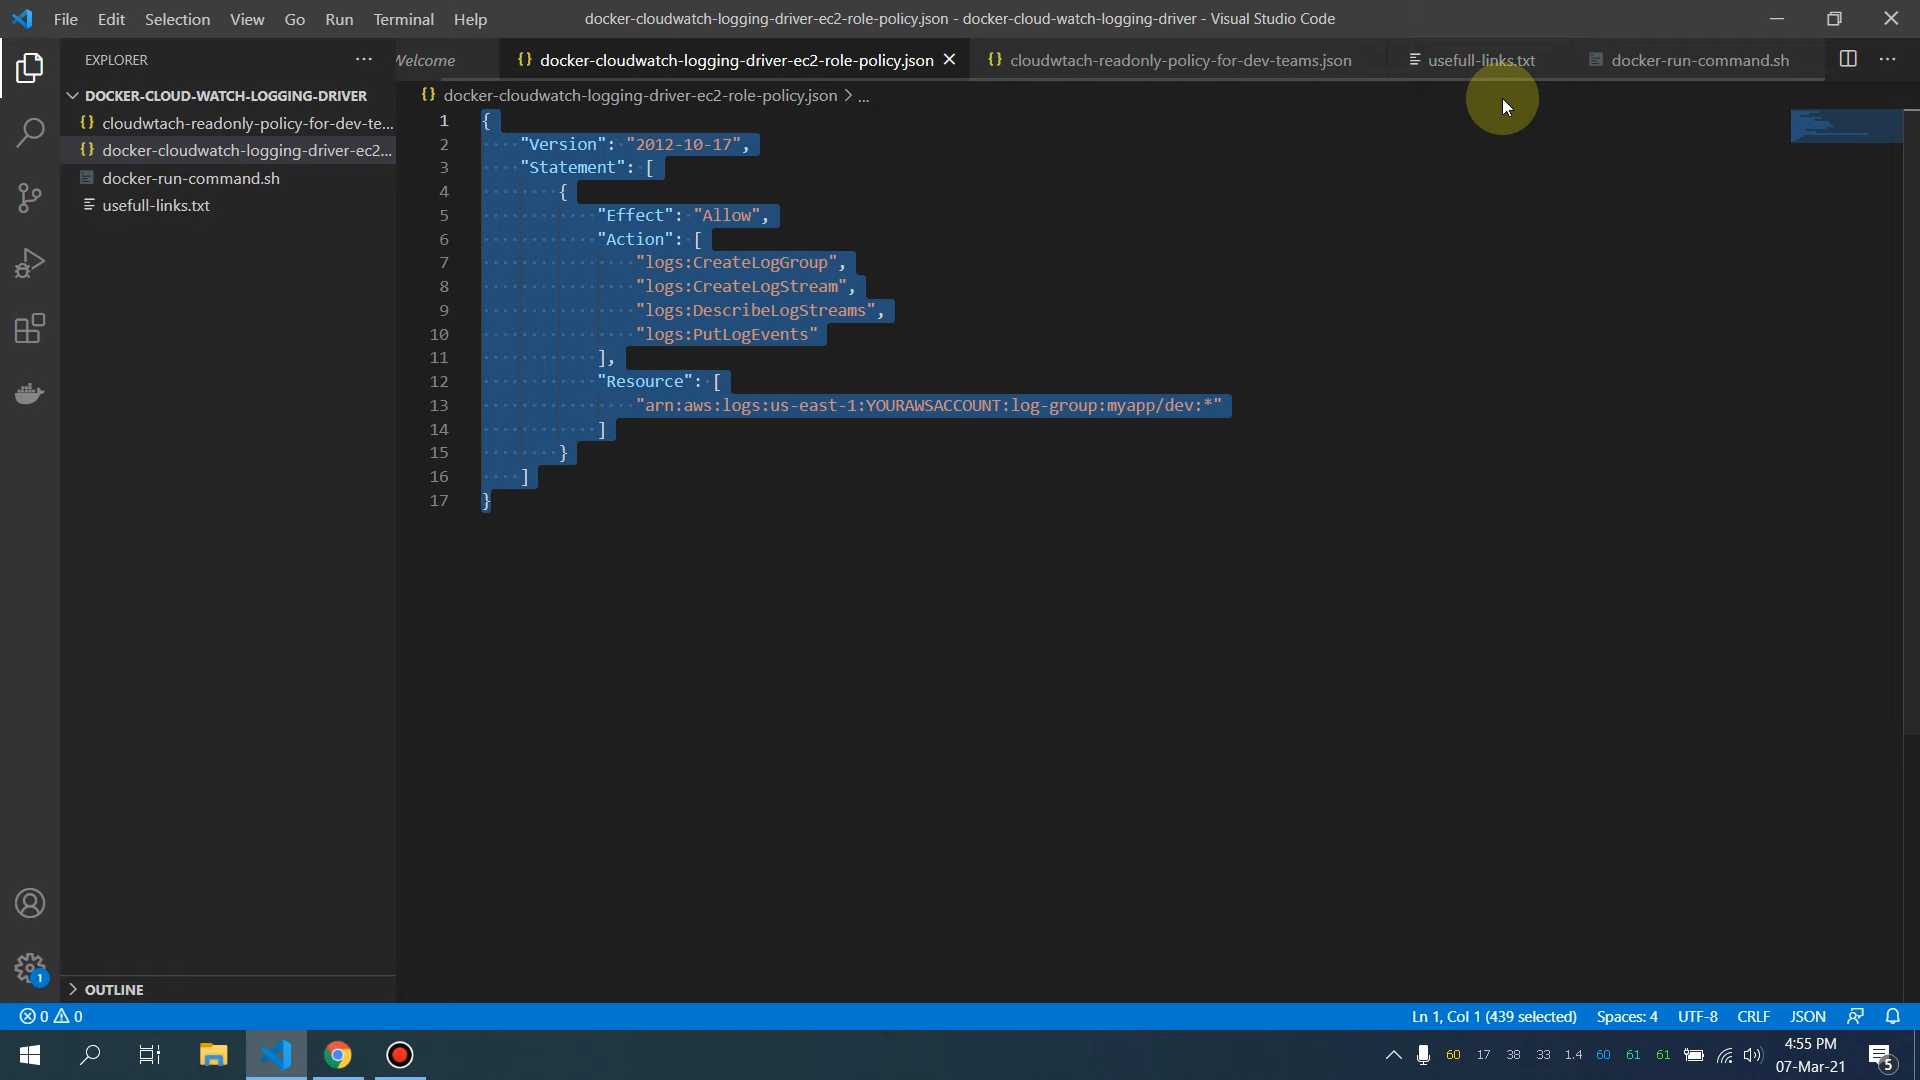 File Edit Selection View Go Run Terminal Help
docker-cloudwatch-logging-driver-ec2-role-policy.json - docker-cloud-watch-logging-driver - Visual Studio Code
EXPLORER
Welcome
docker-cloudwatch-logging-driver-ec2-role-policy.json
cloudwtach-readonly-policy-for-dev-teams.json
usefull-links.txt
docker-run-command.sh
DOCKER-CLOUD-WATCH-LOGGING-DRIVER
cloudwtach-readonly-policy-for-dev-te...
docker-cloudwatch-logging-driver-ec2...
docker-run-command.sh
usefull-links.txt
docker-cloudwatch-logging-driver-ec2-role-policy.json > ...
1 {
2 "Version": "2012-10-17",
3 "Statement": [
4 {
5 "Effect": "Allow",
6 "Action": [
7 "logs:CreateLogGroup",
8 "logs:CreateLogStream",
9 "logs:DescribeLogStreams",
10 "logs:PutLogEvents"
11 ],
12 "Resource": [
13 "arn:aws:logs:us-east-1:YOURAWSACCOUNT:log-group:myapp/dev:*"
14 ]
15 }
16 ]
17 }
1
OUTLINE
0 0
Ln 1, Col 1 (439 selected) Spaces: 4 UTF-8 CRLF JSON
60 17 38 33 1.4 60 61 61
4:55 PM
07-Mar-21
5